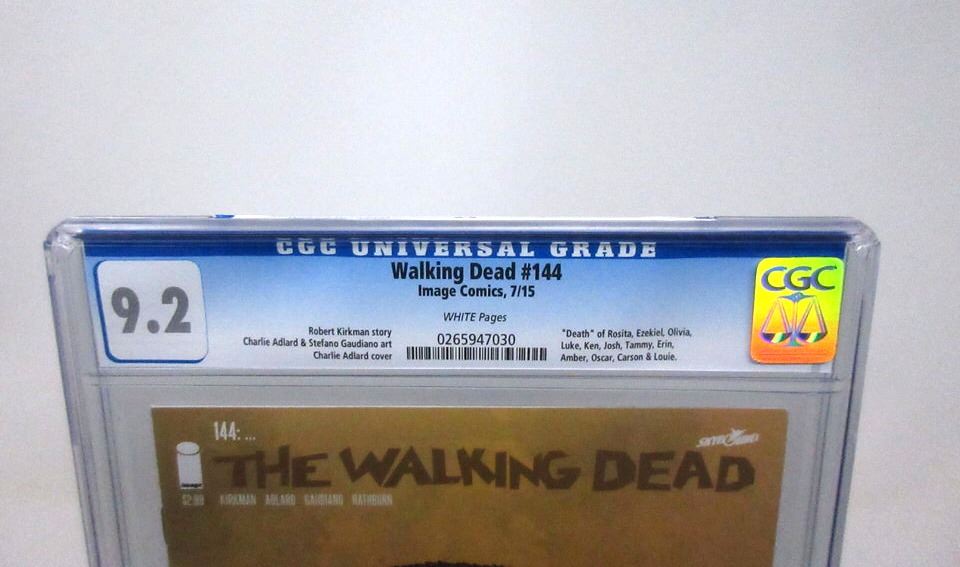 CGC UNIVERSAL GRADE
9.2
Walking Dead #144
Image Comics, 7/15
WHITE Pages
Robert Kirkman story
Charlie Adlard & Stefano Gaudiano art
Charlie Adlard cover
0265947030
"Death" of Rosita, Ezekiel, Olivia,
Luke, Ken, Josh, Tammy, Erin,
Amber, Oscar, Carson & Louie.
CGC
144: ...
image
THE WALKING DEAD
$2.99 KIRKMAN ADLARD GAUDIANO RATHBURN